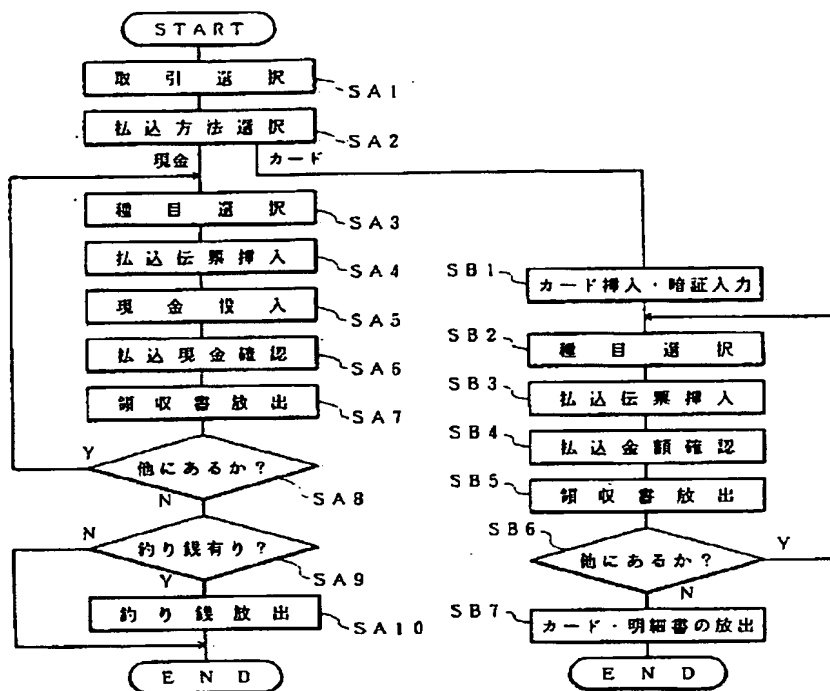 START
取引選択
SA1
払込方法選択
SA2
現金
カード
種目選択
SA3
払込伝票挿入
SA4
現金投入
SA5
払込現金確認
SA6
領収書放出
SA7
Y
他にあるか?
N
SA8
N
釣り銭有り?
Y
SA9
釣り銭放出
SA10
END
SB1
カード挿入・暗証入力
SB2
種目選択
SB3
払込伝票挿入
SB4
払込金額確認
SB5
領収書放出
SB6
他にあるか?
Y
N
SB7
カード・明細書の放出
END